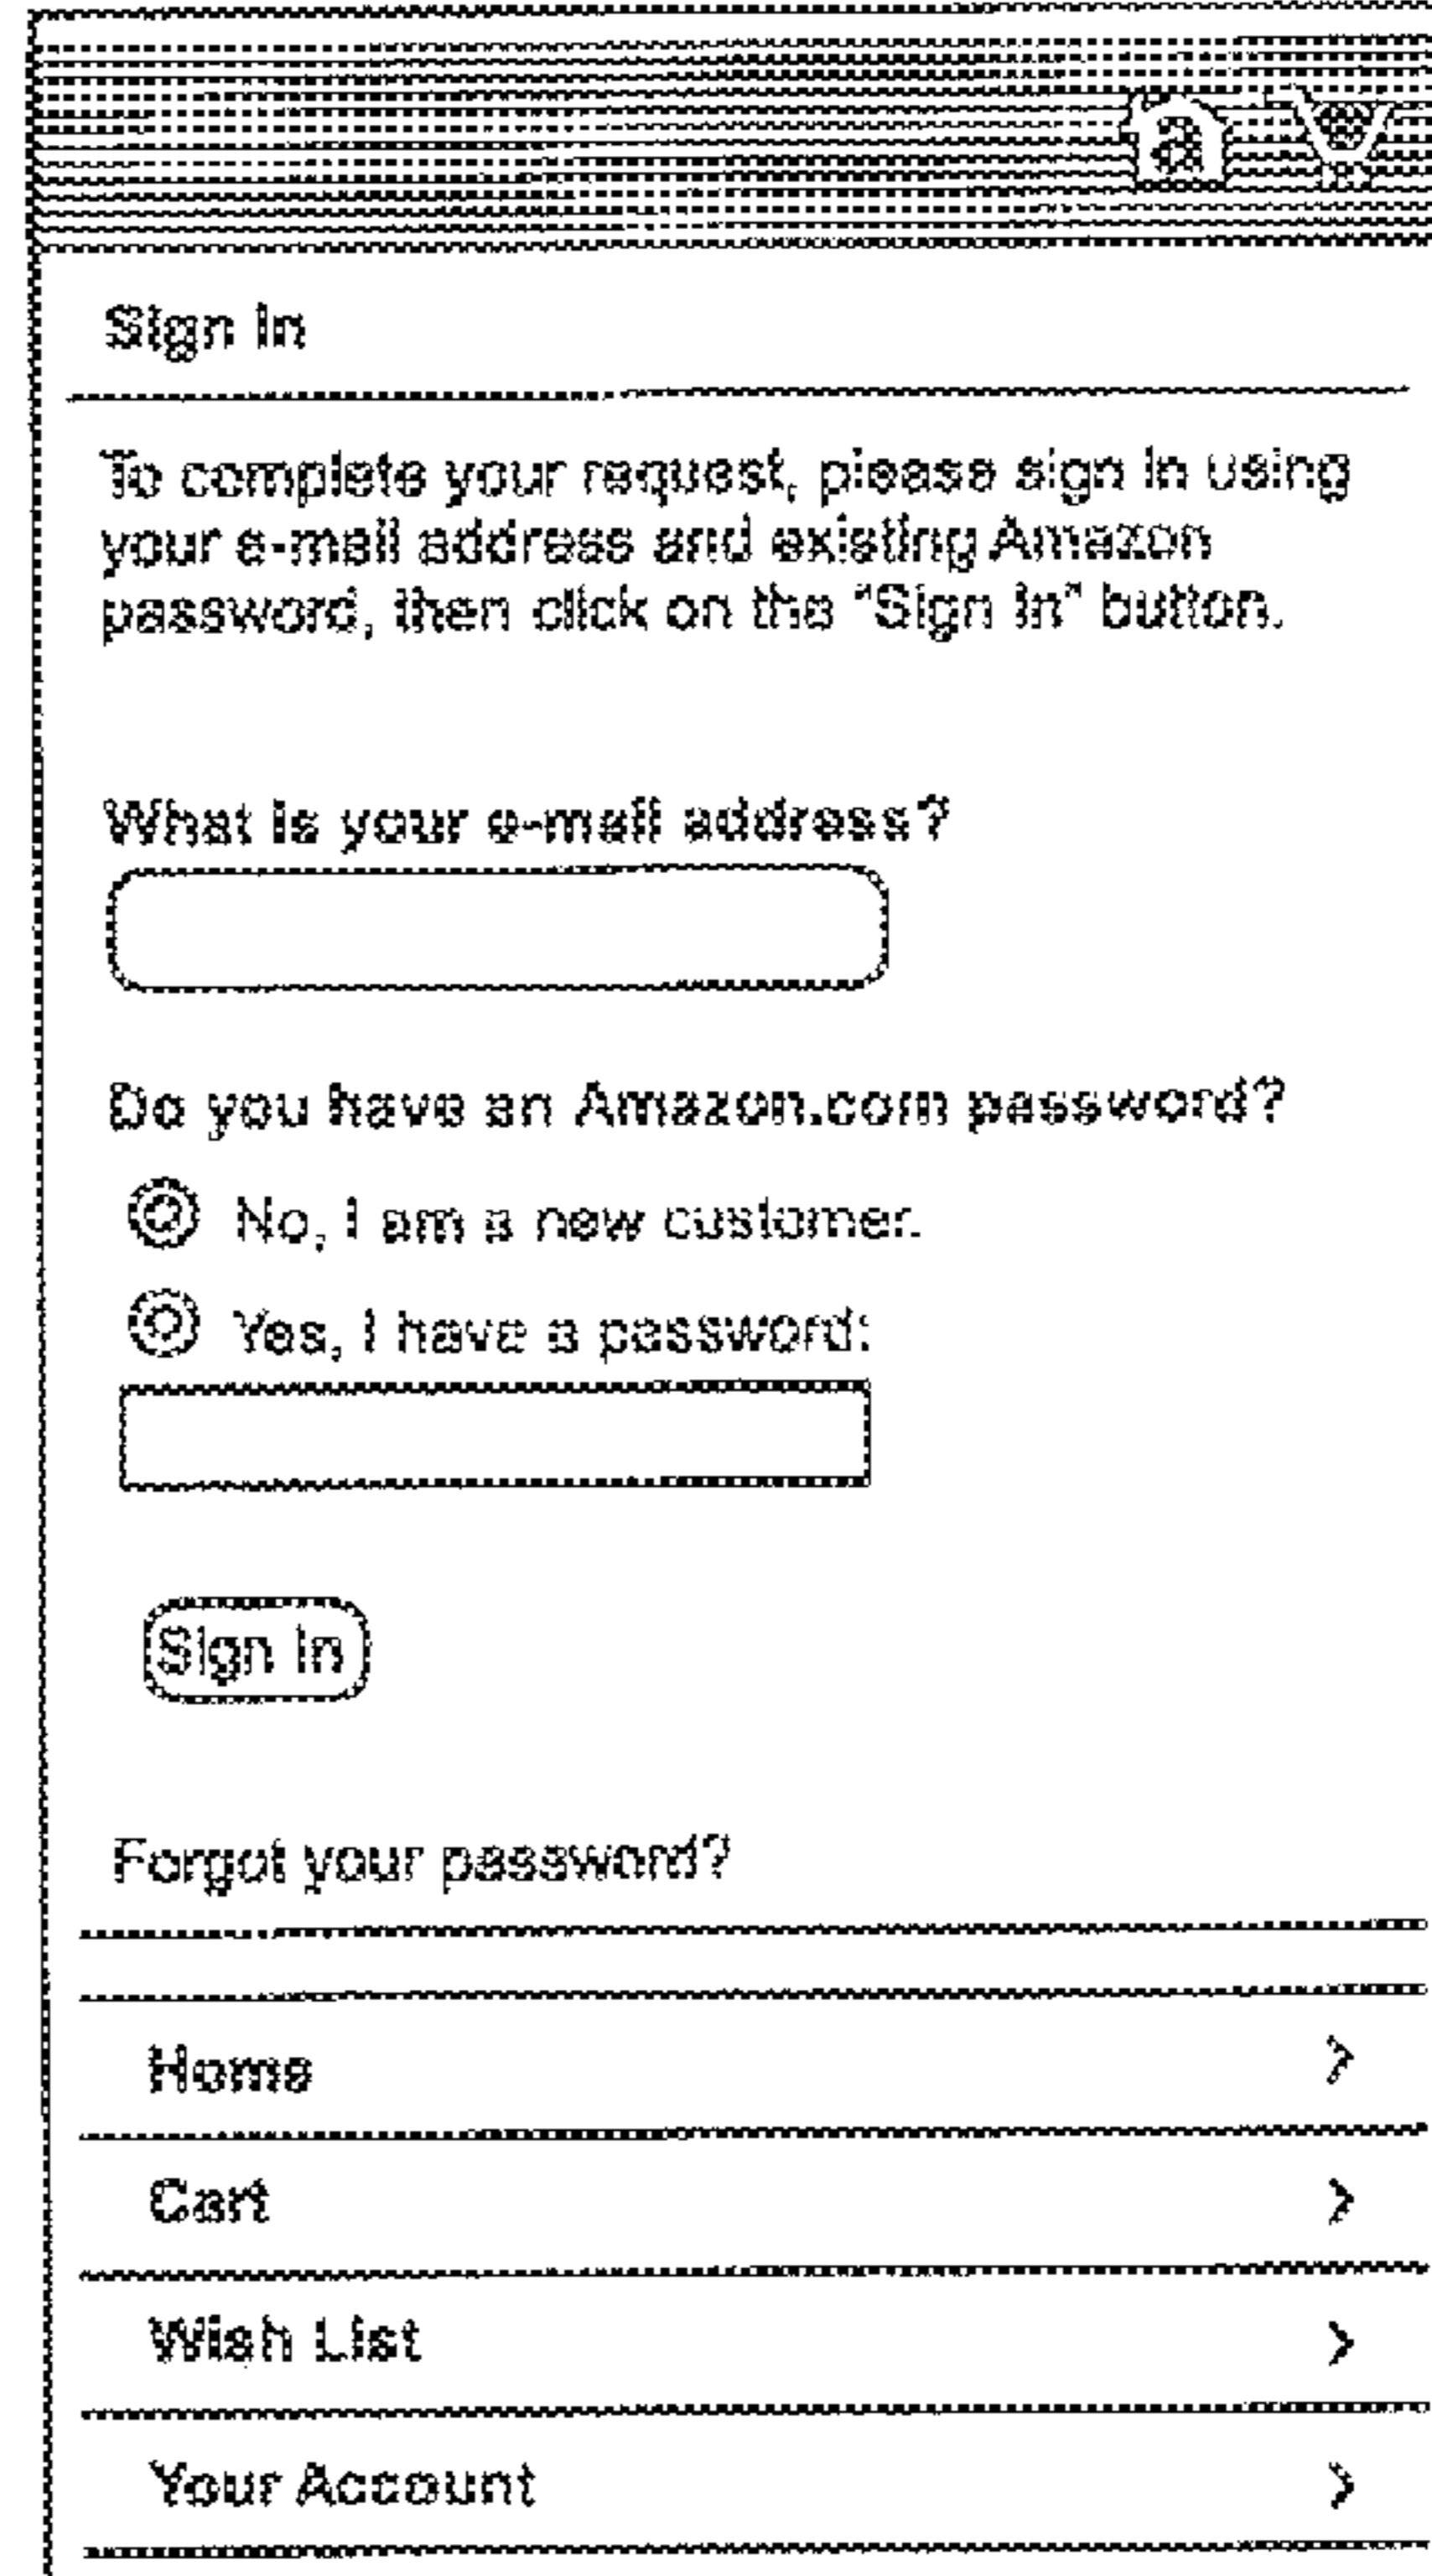 a
Sign In
To complete your request, please sign in using
your e-mail address and existing Amazon
password, then click on the "Sign In" button.
What is your e-mail address?
Do you have an Amazon.com password?
No, I am a new customer.
Yes, I have a password:
Sign In
Forgot your password?
Home >
Cart >
Wish List >
Your Account >